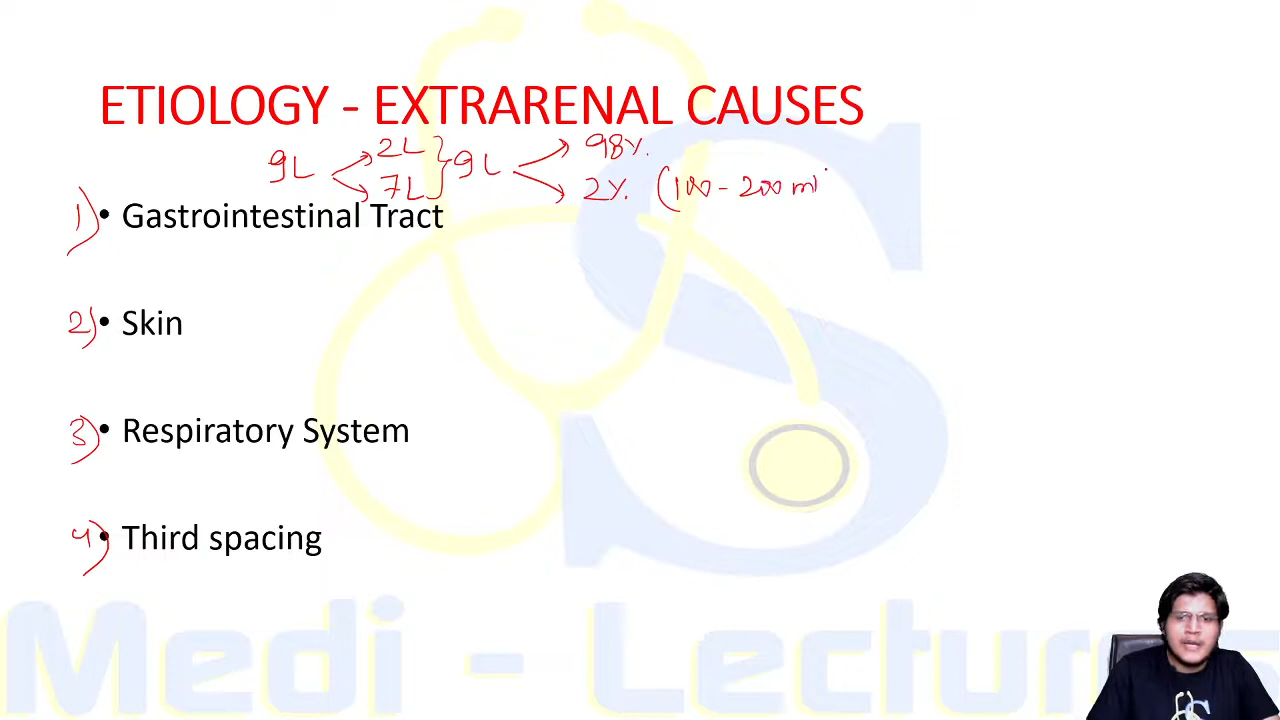 ETIOLOGY - EXTRARENAL CAUSES
9L 2L 9L 98%.
7L 2%. (100 - 200 ml
1) • Gastrointestinal Tract
2) • Skin
3) • Respiratory System
4) • Third spacing
Medi - Lectures